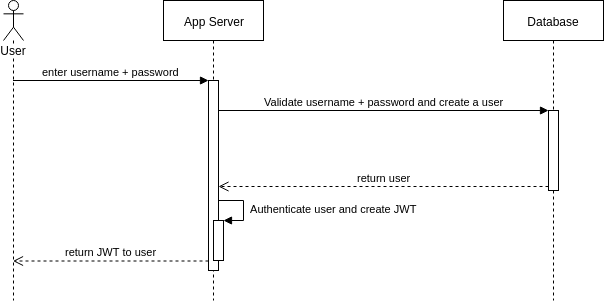 App Server
Database
User
enter username + password
Validate username + password and create a user
return user
Authenticate user and create JWT
return JWT to user